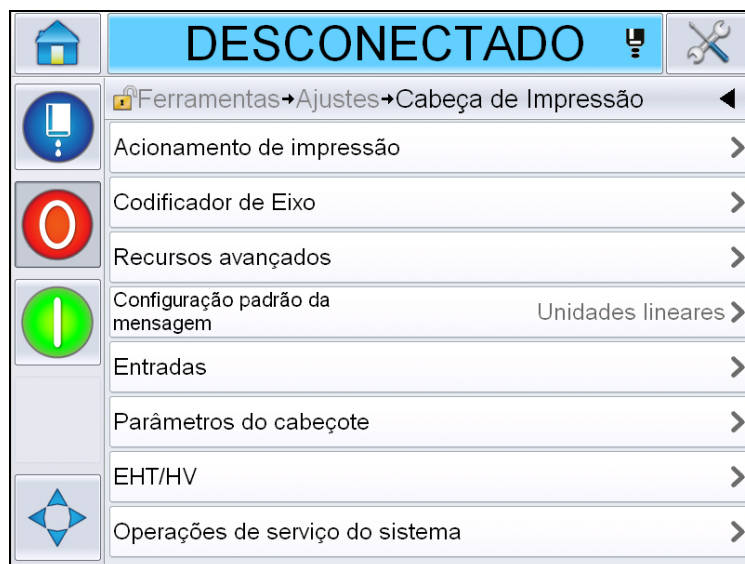 DESCONECTADO
Ferramentas→Ajustes→Cabeça de Impressão
Acionamento de impressão
Codificador de Eixo
Recursos avançados
Configuração padrão da
mensagem
Unidades lineares
Entradas
Parâmetros do cabeçote
EHT/HV
Operações de serviço do sistema